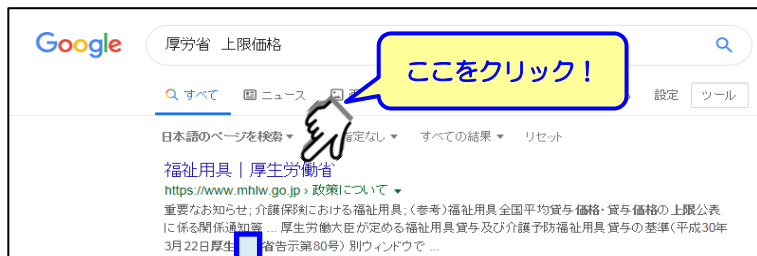 Google
厚労省 上限価格
ここをクリック！
すべて ニュース 設定 ツール
日本語のページを検索 指定なし すべての結果 リセット
福祉用具 | 厚生労働省
https://www.mhlw.go.jp › 政策について
重要なお知らせ; 介護保険における福祉用具; (参考)福祉用具全国平均貸与価格・貸与価格の上限公表
に係る関係通知等 ... 厚生労働大臣が定める福祉用具貸与及び介護予防福祉用具貸与の基準(平成30年
3月22日厚生 省告示第80号) 別ウィンドウで ...